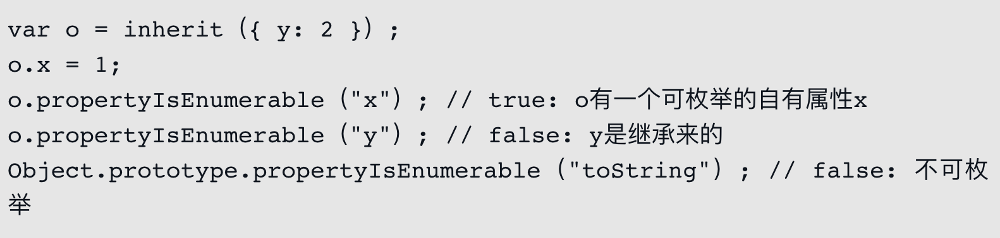 var o = inherit ({ y: 2 }) ;
o.x = 1;
o.propertyIsEnumerable ("x") ; // true: o有一个可枚举的自有属性x
o.propertyIsEnumerable ("y") ; // false: y是继承来的
Object.prototype.propertyIsEnumerable ("toString") ; // false: 不可枚
举